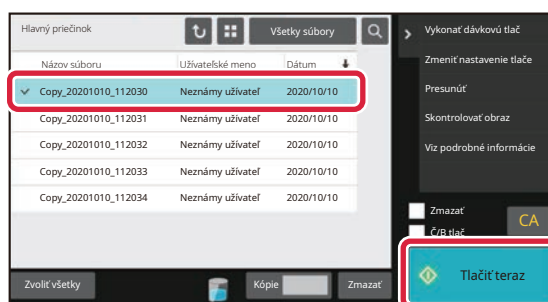 Hlavný priečinok
Všetky súbory
Názov súboru Užívateľské meno Dátum
Copy_20201010_112030 Neznámy užívateľ 2020/10/10
Copy_20201010_112031 Neznámy užívateľ 2020/10/10
Copy_20201010_112032 Neznámy užívateľ 2020/10/10
Copy_20201010_112033 Neznámy užívateľ 2020/10/10
Copy_20201010_112034 Neznámy užívateľ 2020/10/10
Zvoliť všetky
Kópie
Zmazať
Vykonať dávkovú tlač
Zmeniť nastavenie tlače
Presunúť
Skontrolovať obraz
Viz podrobné informácie
Zmazať
Č/B tlač
CA
Tlačiť teraz